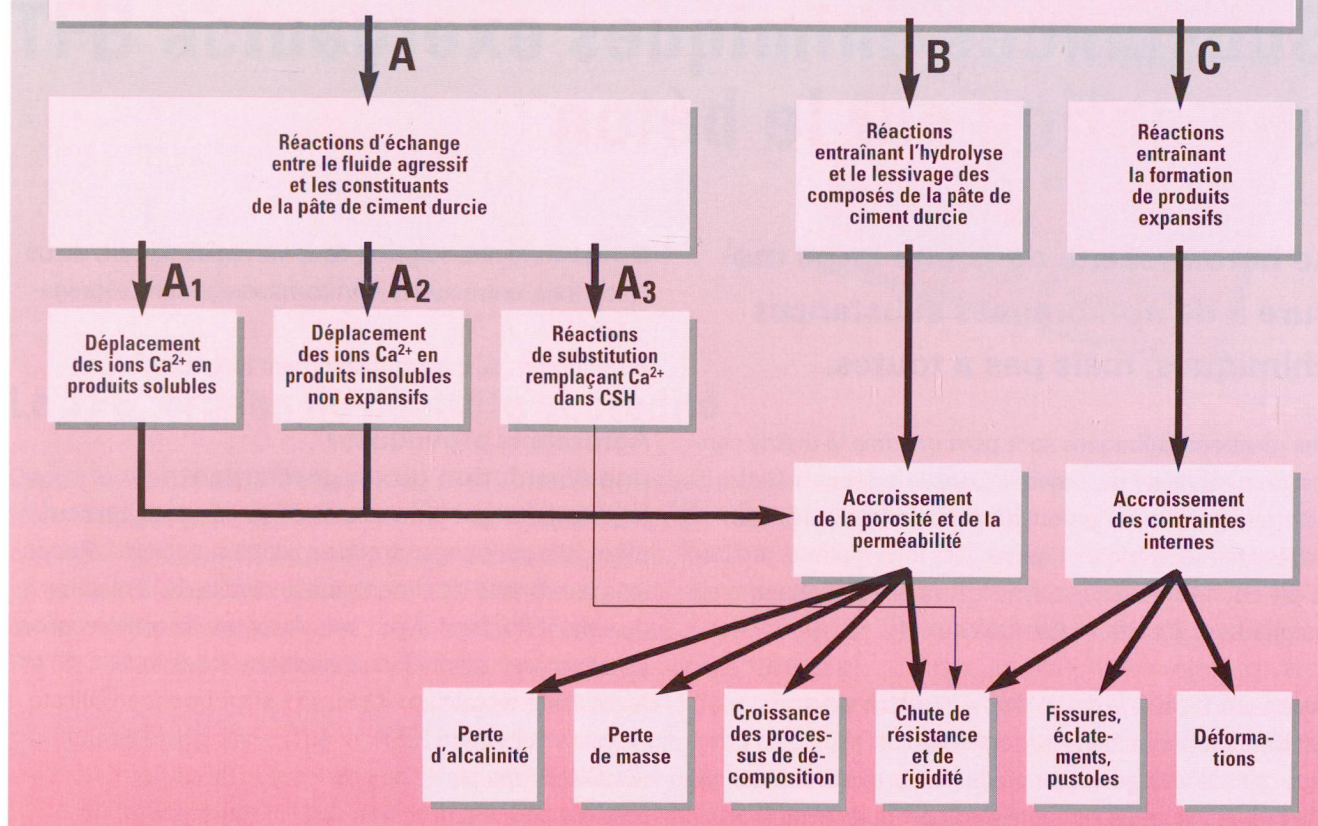 A
B
C
Réactions d'échange
entre le fluide agressif
et les constituants
de la pâte de ciment durcie
Réactions
entraînant l'hydrolyse
et le lessivage des
composés de la pâte de
ciment durcie
Réactions
entraînant
la formation
de produits
expansifs
A1
A2
A3
Déplacement
des ions Ca²⁺ en
produits solubles
Déplacement
des ions Ca²⁺ en
produits insolubles
non expansifs
Réactions
de substitution
remplaçant Ca²⁺
dans CSH
Accroissement
de la porosité et de la
perméabilité
Accroissement
des contraintes
internes
Perte
d'alcalinité
Perte
de masse
Croissance
des proces-
sus de dé-
composition
Chute de
résistance
et de
rigidité
Fissures,
éclate-
ments,
pustoles
Déforma-
tions